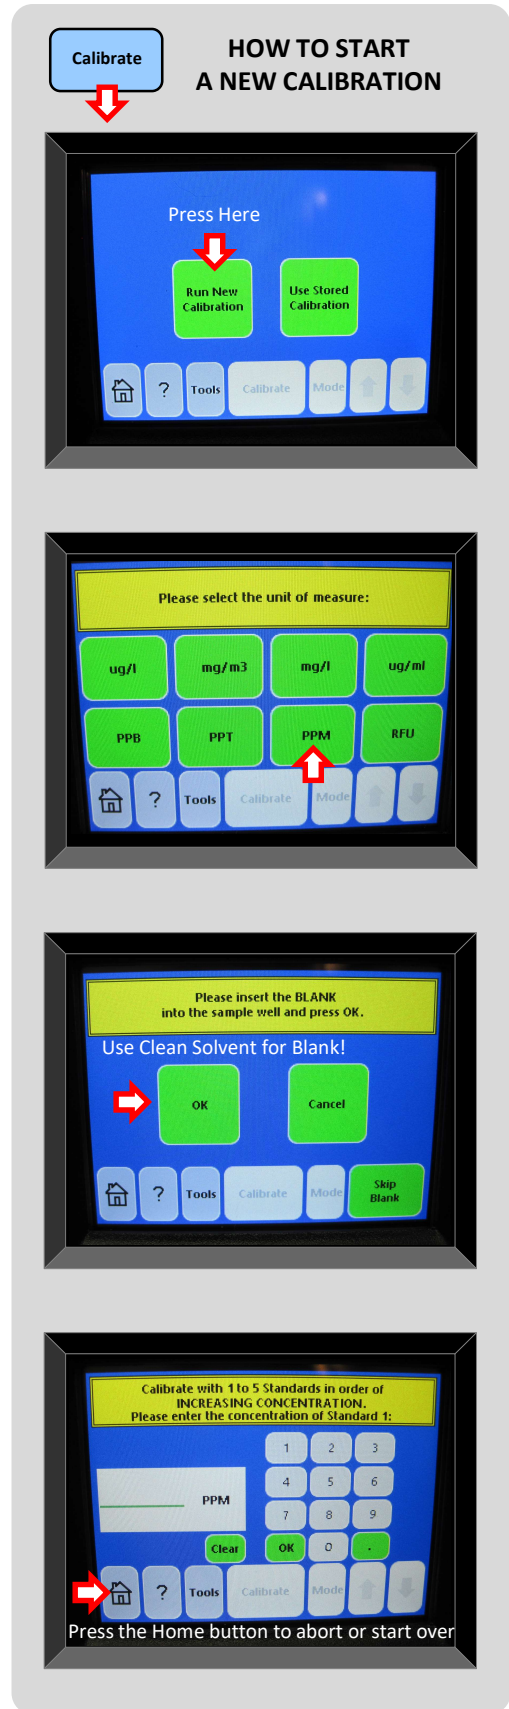 Calibrate
HOW TO START
A NEW CALIBRATION
Press Here
Run New
Calibration
Use Stored
Calibration
? Tools Calibrate Mode
Please select the unit of measure:
ug/l mg/m3 mg/l ug/ml
PPB PPT PPM RFU
? Tools Calibrate Mode
Please insert the BLANK
into the sample well and press OK.
Use Clean Solvent for Blank!
OK Cancel
? Tools Calibrate Mode Skip
Blank
Calibrate with 1 to 5 Standards in order of
INCREASING CONCENTRATION.
Please enter the concentration of Standard 1:
1 2 3
4 5 6
PPM
7 8 9
Clear OK 0 .
? Tools Calibrate Mode
Press the Home button to abort or start over